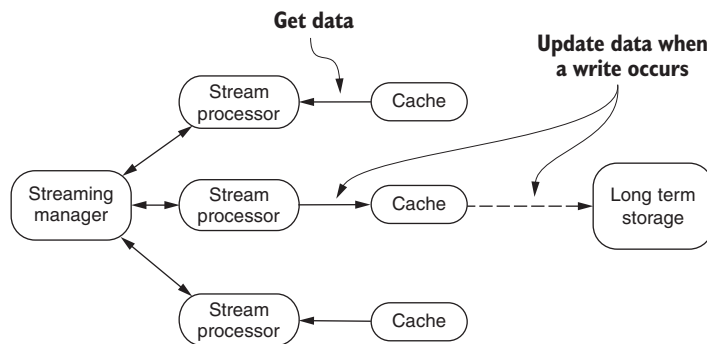 Get data
Update data when
a write occurs
Stream
processor
Cache
Streaming
manager
Stream
processor
Cache
Long term
storage
Stream
processor
Cache